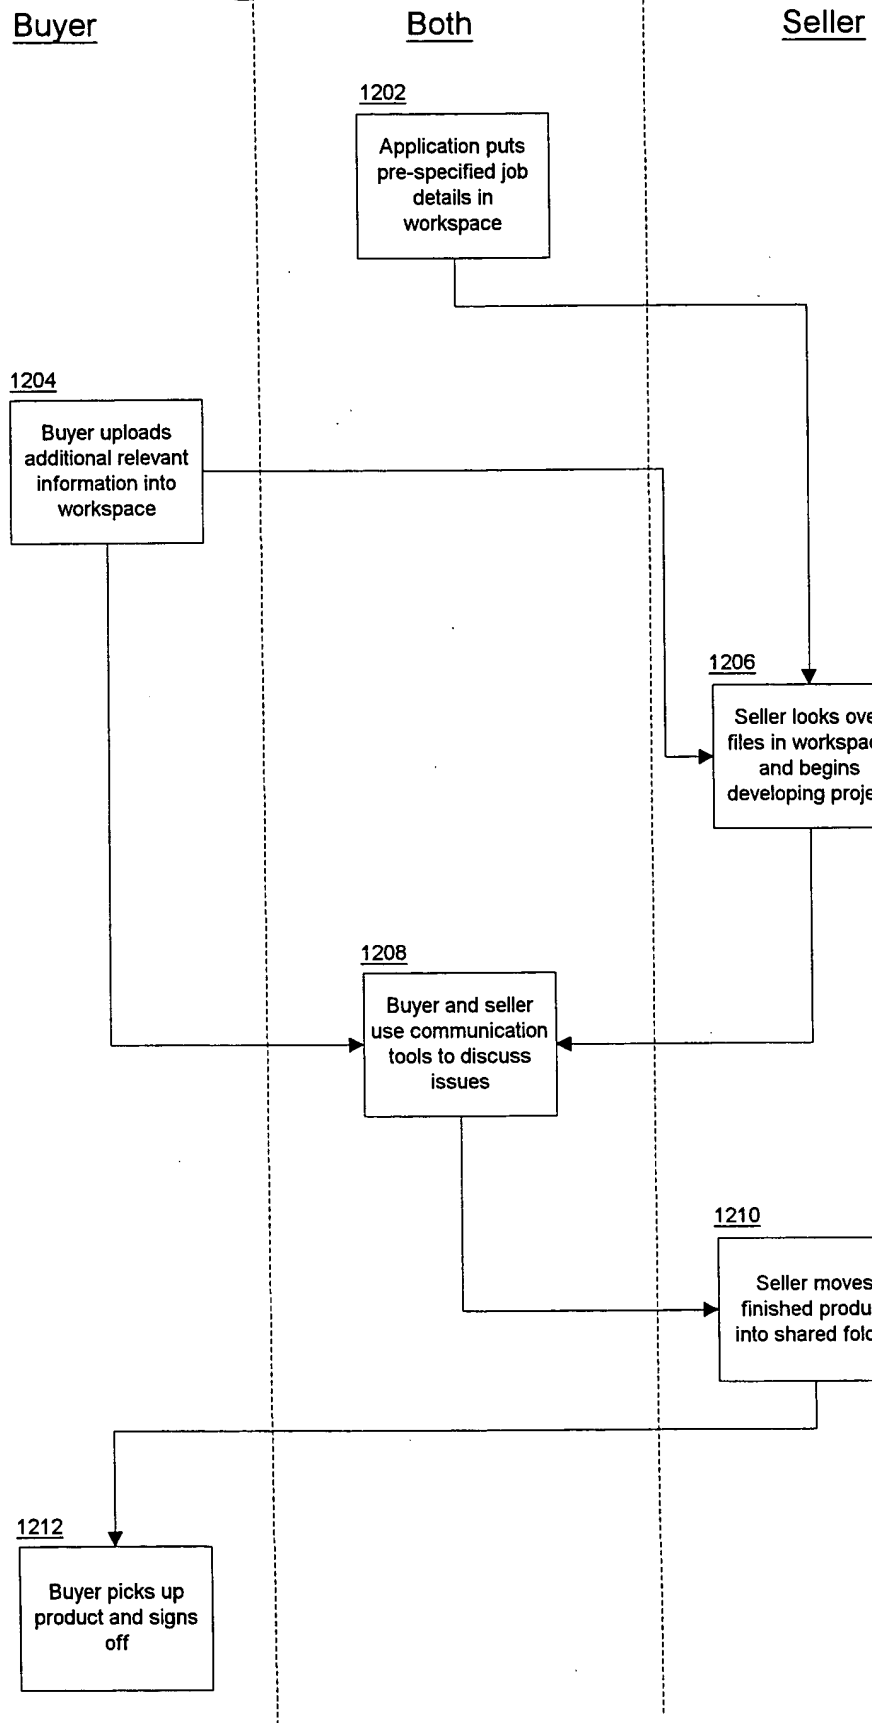 Buyer
Both
Seller
1202
Application puts
pre-specified job
details in
workspace
1204
Buyer uploads
additional relevant
information into
workspace
1206
Seller looks ove
files in workspac
and begins
developing proje
1208
Buyer and seller
use communication
tools to discuss
issues
1210
Seller moves
finished produ
into shared fol
1212
Buyer picks up
product and signs
off